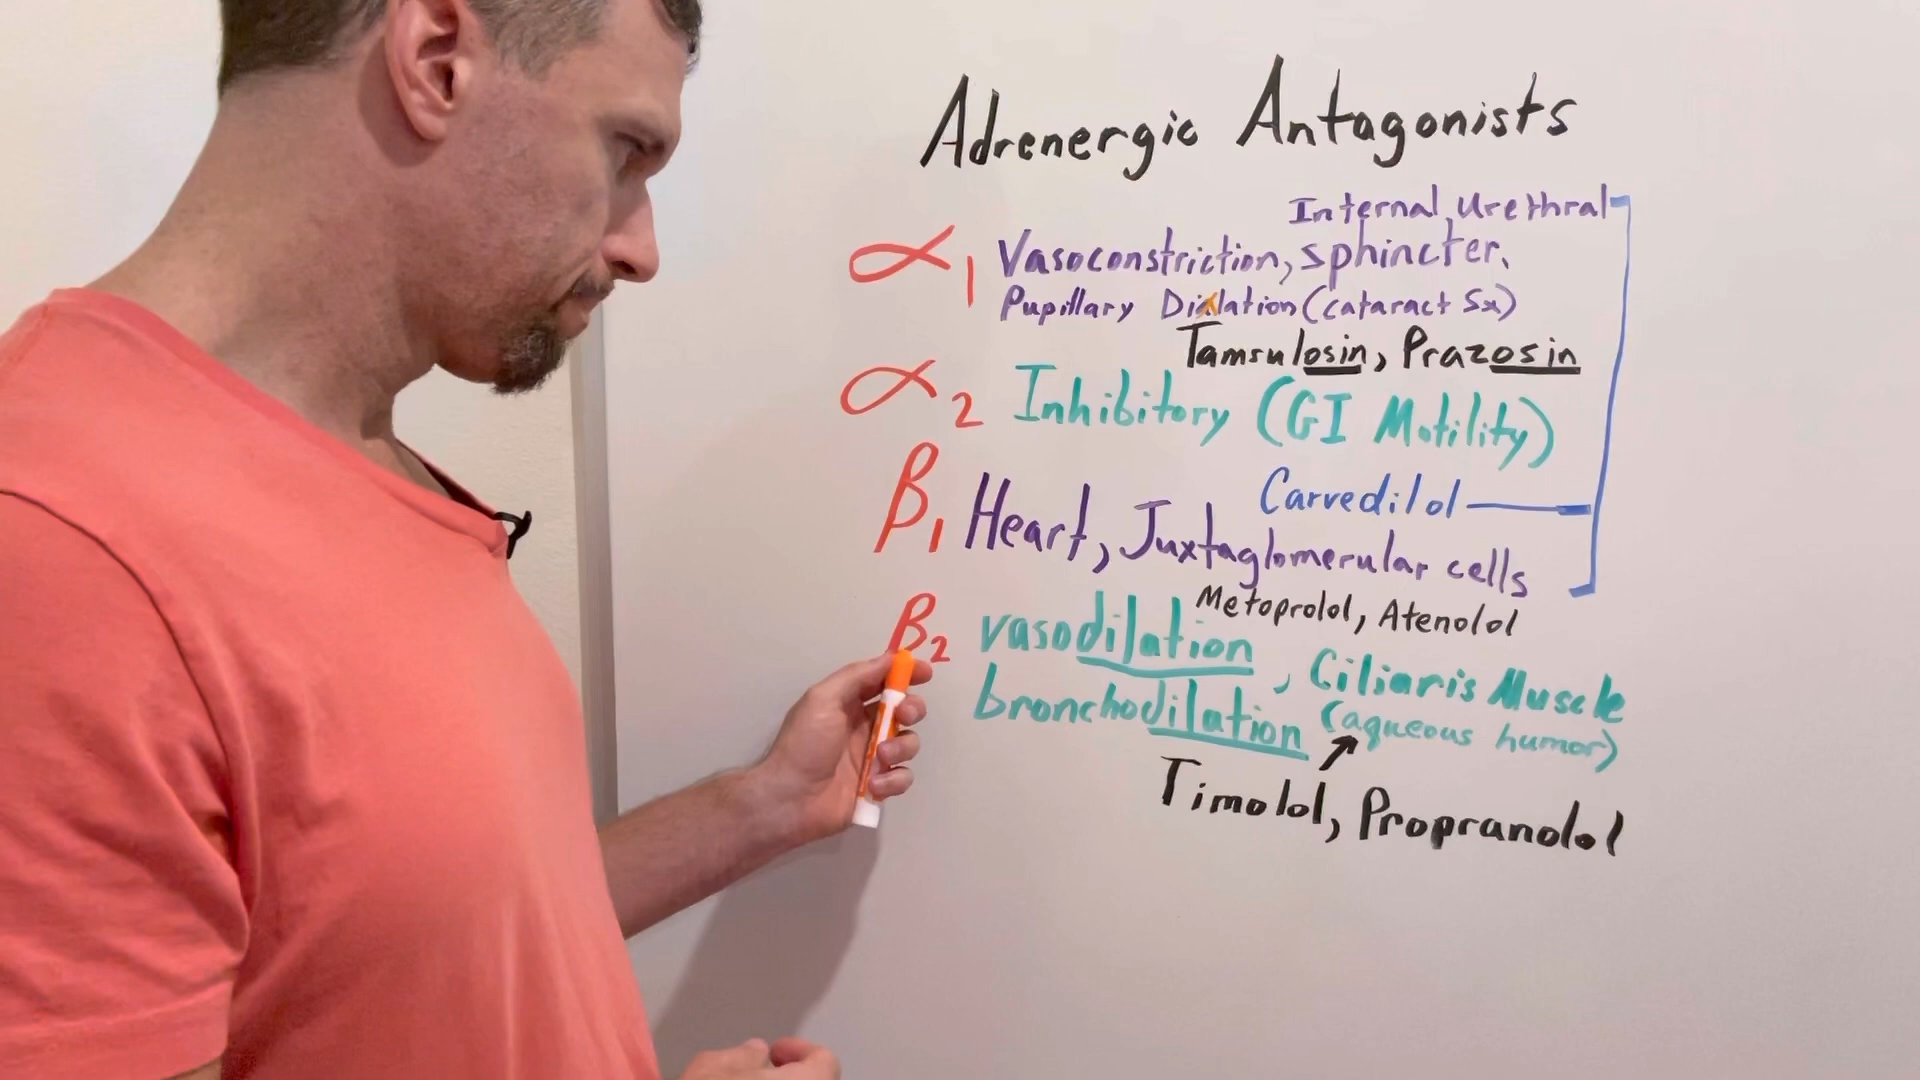 Adrenergic Antagonists
Internal, Urethral
α1 Vasoconstriction, sphincter,
Pupillary Dilation (cataract Sx)
Tamsulosin, Prazosin
α2 Inhibitory (GI Motility)
Carvedilol
β1 Heart, Juxtaglomerular cells
Metoprolol, Atenolol
β2 vasodilation, Ciliaris Muscle
bronchodilation (aqueous humor)
Timolol, Propranolol